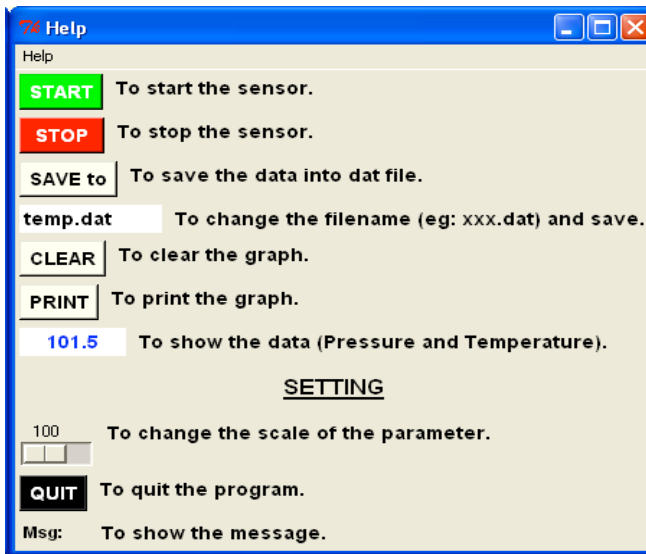 Help
Help
START To start the sensor.
STOP To stop the sensor.
SAVE to To save the data into dat file.
temp.dat To change the filename (eg: xxx.dat) and save.
CLEAR To clear the graph.
PRINT To print the graph.
101.5 To show the data (Pressure and Temperature).
SETTING
100 To change the scale of the parameter.
QUIT To quit the program.
Msg: To show the message.